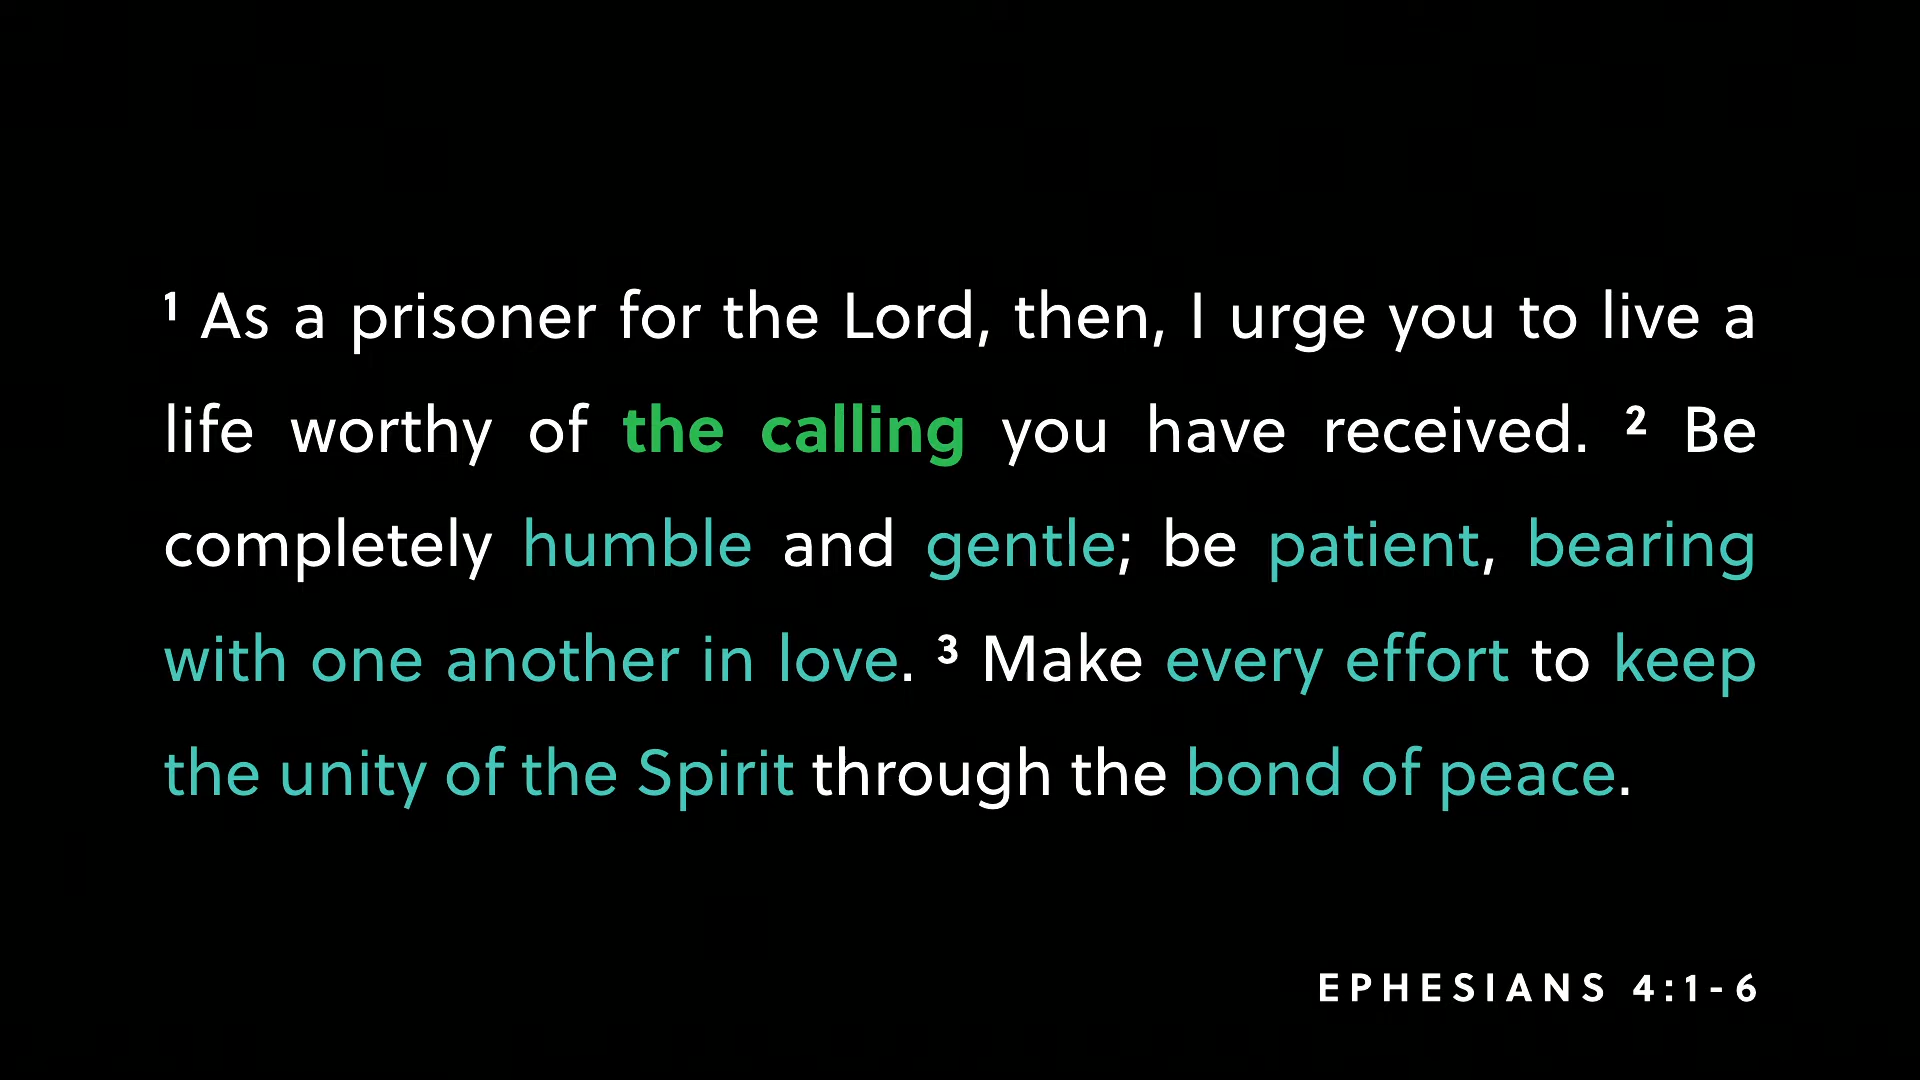 ¹ As a prisoner for the Lord, then, I urge you to live a
life worthy of the calling you have received. ² Be
completely humble and gentle; be patient, bearing
with one another in love. ³ Make every effort to keep
the unity of the Spirit through the bond of peace.
EPHESIANS 4:1-6